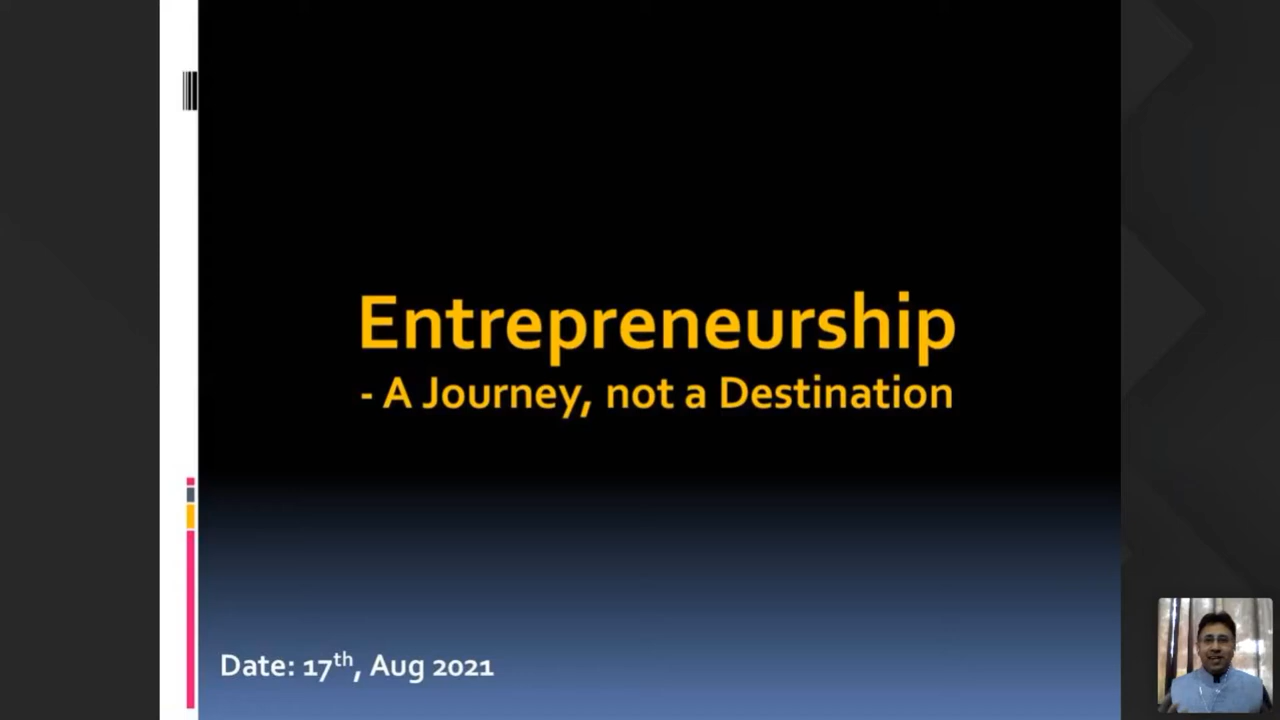 Entrepreneurship
- A Journey, not a Destination
Date: 17th, Aug 2021